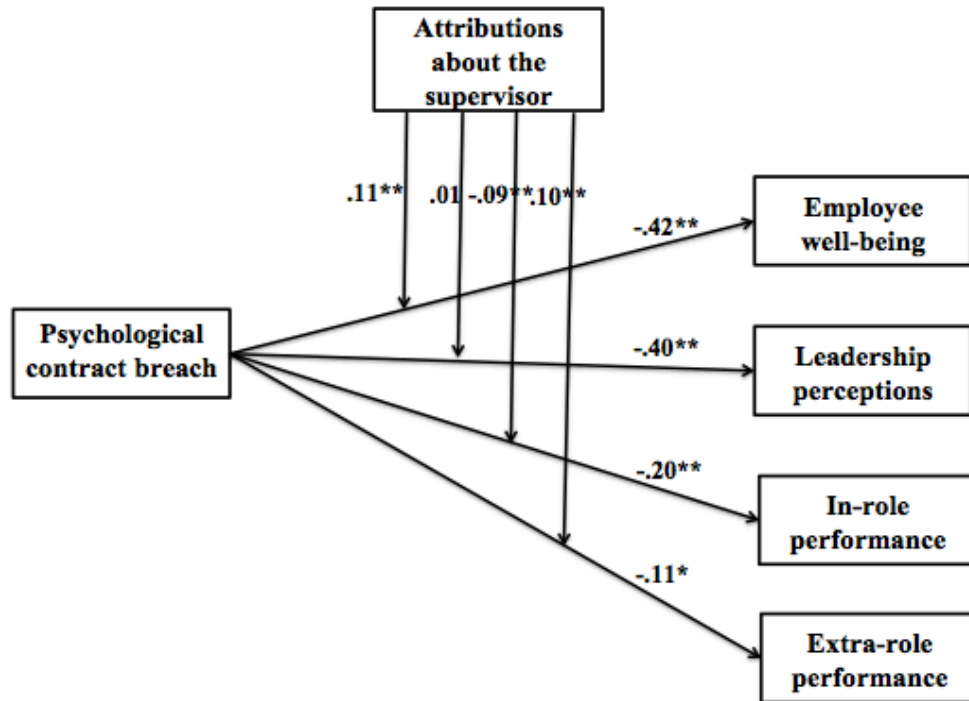 Attributions
about the
supervisor
.11**
.01
-.09**
.10**
Employee
well-being
-.42**
Psychological
contract breach
-.40**
Leadership
perceptions
-.20**
In-role
performance
-.11*
Extra-role
performance